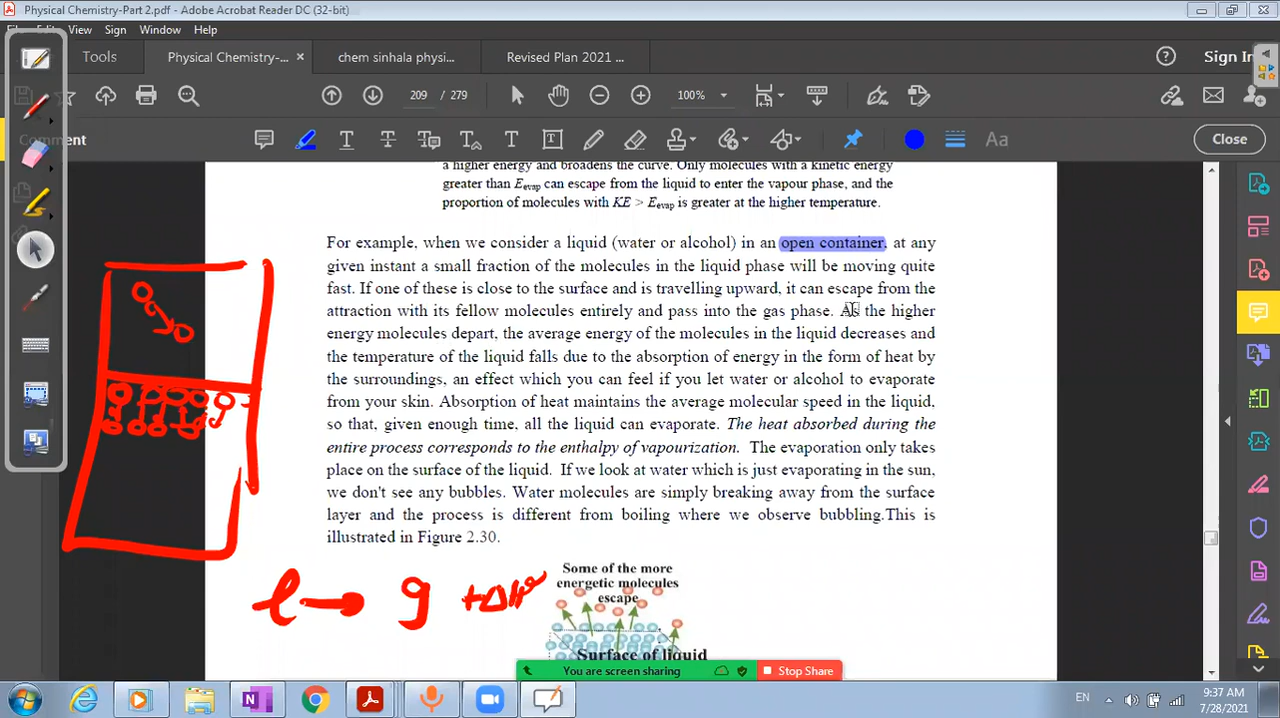 Physical Chemistry-Part 2.pdf - Adobe Acrobat Reader DC (32-bit)
View Sign Window Help
Tools Physical Chemistry-... × chem sinhala physi... Revised Plan 2021 ... Sign In
209 / 279 100%
Comment Aa Close
a higher energy and broadens the curve. Only molecules with a kinetic energy
greater than Eevap can escape from the liquid to enter the vapour phase, and the
proportion of molecules with KE > Eevap is greater at the higher temperature.
For example, when we consider a liquid (water or alcohol) in an open container, at any
given instant a small fraction of the molecules in the liquid phase will be moving quite
fast. If one of these is close to the surface and is travelling upward, it can escape from the
attraction with its fellow molecules entirely and pass into the gas phase. As the higher
energy molecules depart, the average energy of the molecules in the liquid decreases and
the temperature of the liquid falls due to the absorption of energy in the form of heat by
the surroundings, an effect which you can feel if you let water or alcohol to evaporate
from your skin. Absorption of heat maintains the average molecular speed in the liquid,
so that, given enough time, all the liquid can evaporate. The heat absorbed during the
entire process corresponds to the enthalpy of vapourization. The evaporation only takes
place on the surface of the liquid. If we look at water which is just evaporating in the sun,
we don't see any bubbles. Water molecules are simply breaking away from the surface
layer and the process is different from boiling where we observe bubbling.This is
illustrated in Figure 2.30.
l → g +ΔH
Some of the more
energetic molecules
escape
Surface of liquid
You are screen sharing Stop Share
EN 9:37 AM
7/28/2021